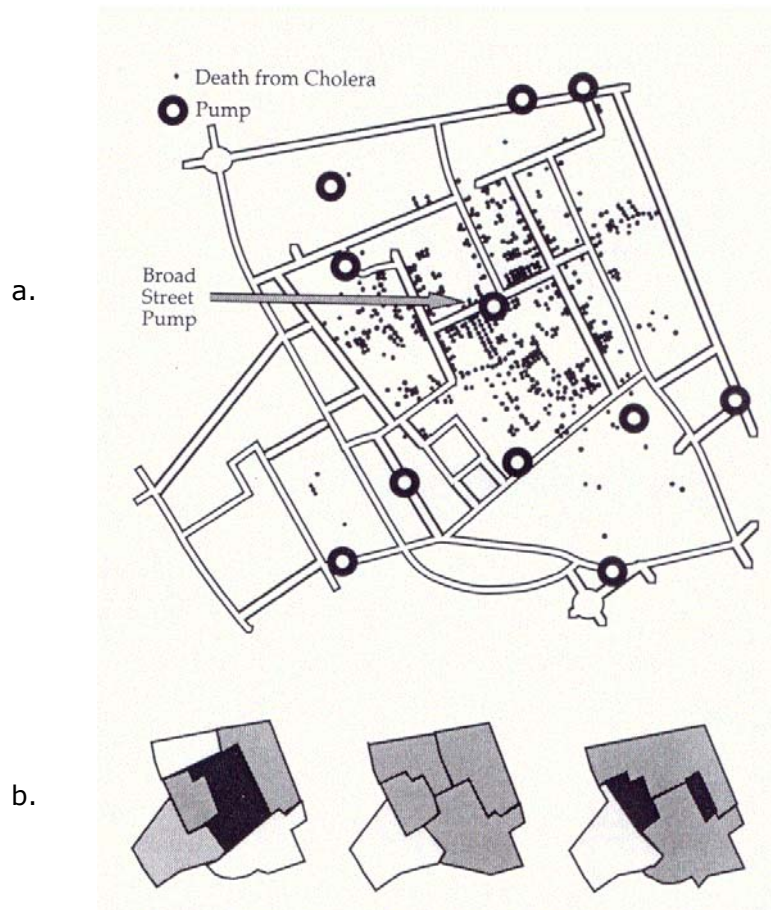 Death from Cholera
Pump
Broad
Street
Pump
a.
b.